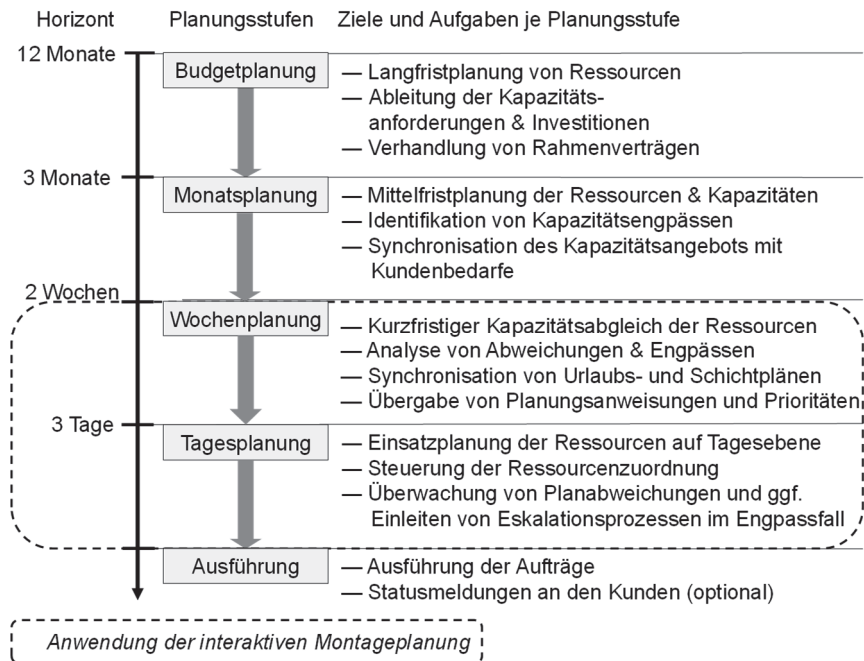 Horizont Planungsstufen Ziele und Aufgaben je Planungsstufe
12 Monate
Budgetplanung
— Langfristplanung von Ressourcen
— Ableitung der Kapazitäts-
anforderungen & Investitionen
— Verhandlung von Rahmenverträgen
3 Monate
Monatsplanung
— Mittelfristplanung der Ressourcen & Kapazitäten
— Identifikation von Kapazitätsengpässen
— Synchronisation des Kapazitätsangebots mit
Kundenbedarfe
2 Wochen
Wochenplanung
— Kurzfristiger Kapazitätsabgleich der Ressourcen
— Analyse von Abweichungen & Engpässen
— Synchronisation von Urlaubs- und Schichtplänen
— Übergabe von Planungsanweisungen und Prioritäten
3 Tage
Tagesplanung
— Einsatzplanung der Ressourcen auf Tagesebene
— Steuerung der Ressourcenzuordnung
— Überwachung von Planabweichungen und ggf.
Einleiten von Eskalationsprozessen im Engpassfall
Ausführung
— Ausführung der Aufträge
— Statusmeldungen an den Kunden (optional)
Anwendung der interaktiven Montageplanung